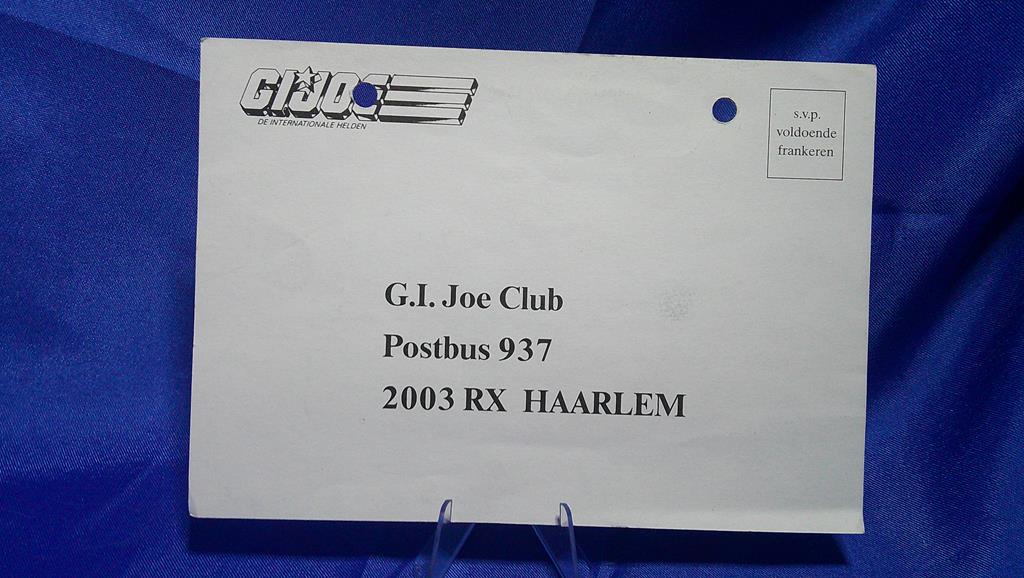 G.I. JOE
DE INTERNATIONALE HELDEN
s.v.p.
voldoende
frankeren
G.I. Joe Club
Postbus 937
2003 RX HAARLEM